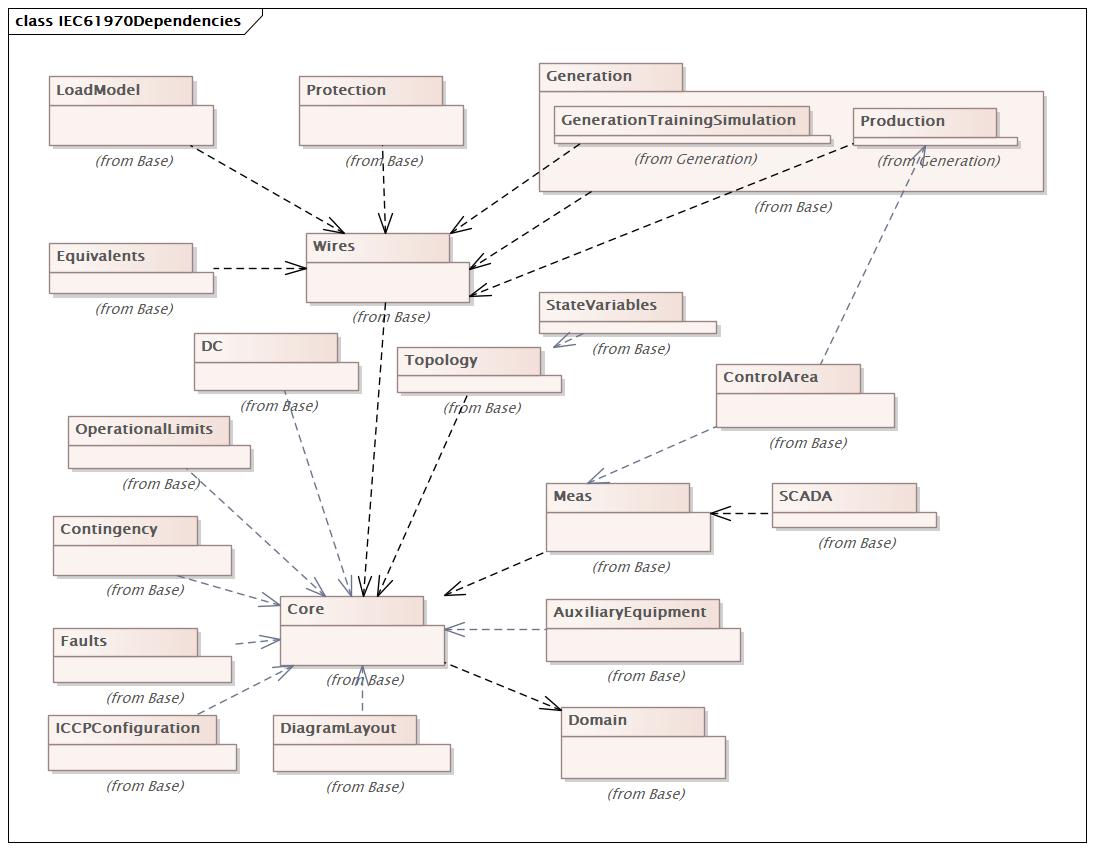 class IEC61970Dependencies
LoadModel
(from Base)
Protection
(from Base)
Generation
GenerationTrainingSimulation
(from Generation)
Production
(from Generation)
(from Base)
Equivalents
(from Base)
Wires
(from Base)
StateVariables
(from Base)
DC
(from Base)
Topology
(from Base)
ControlArea
(from Base)
OperationalLimits
(from Base)
Meas
(from Base)
SCADA
(from Base)
Contingency
(from Base)
Core
(from Base)
AuxiliaryEquipment
(from Base)
Faults
(from Base)
ICCPConfiguration
(from Base)
DiagramLayout
(from Base)
Domain
(from Base)